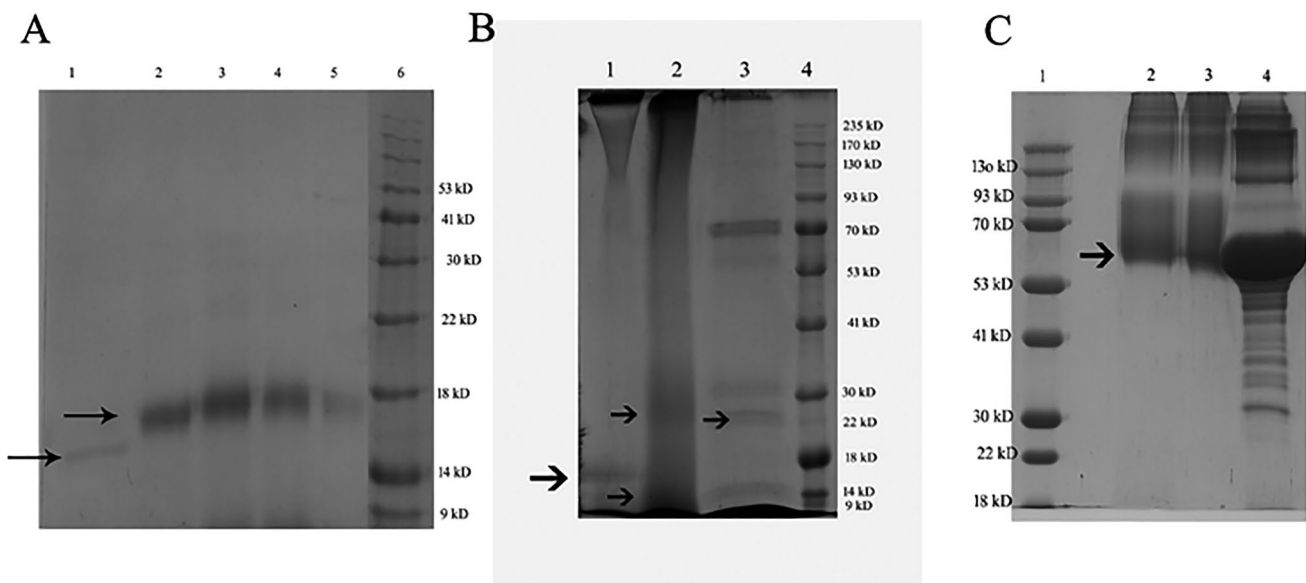 A
1 2 3 4 5 6
53 kD
41 kD
30 kD
22 kD
18 kD
14 kD
9 kD
B
1 2 3 4
235 kD
170 kD
130 kD
93 kD
70 kD
53 kD
41 kD
30 kD
22 kD
18 kD
14 kD
9 kD
C
1 2 3 4
13o kD
93 kD
70 kD
53 kD
41 kD
30 kD
22 kD
18 kD